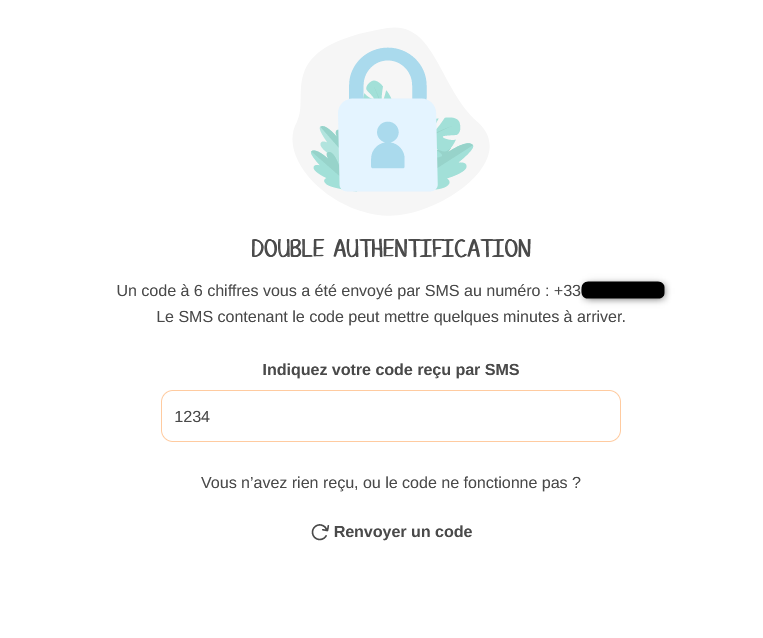 DOUBLE AUTHENTIFICATION
Un code à 6 chiffres vous a été envoyé par SMS au numéro : +33
Le SMS contenant le code peut mettre quelques minutes à arriver.
Indiquez votre code reçu par SMS
1234
Vous n’avez rien reçu, ou le code ne fonctionne pas ?
Renvoyer un code